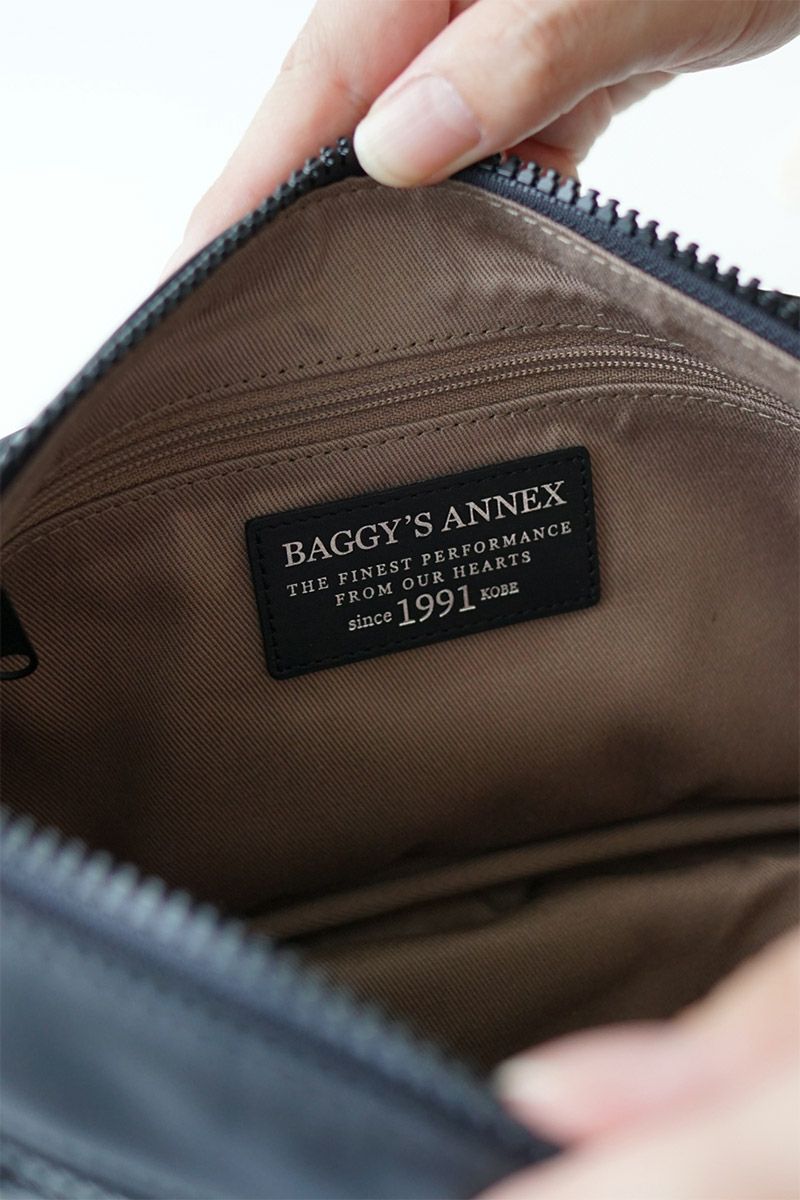 BAGGY'S ANNEX
THE FINEST PERFORMANCE
FROM OUR HEARTS
since 1991 KOBE